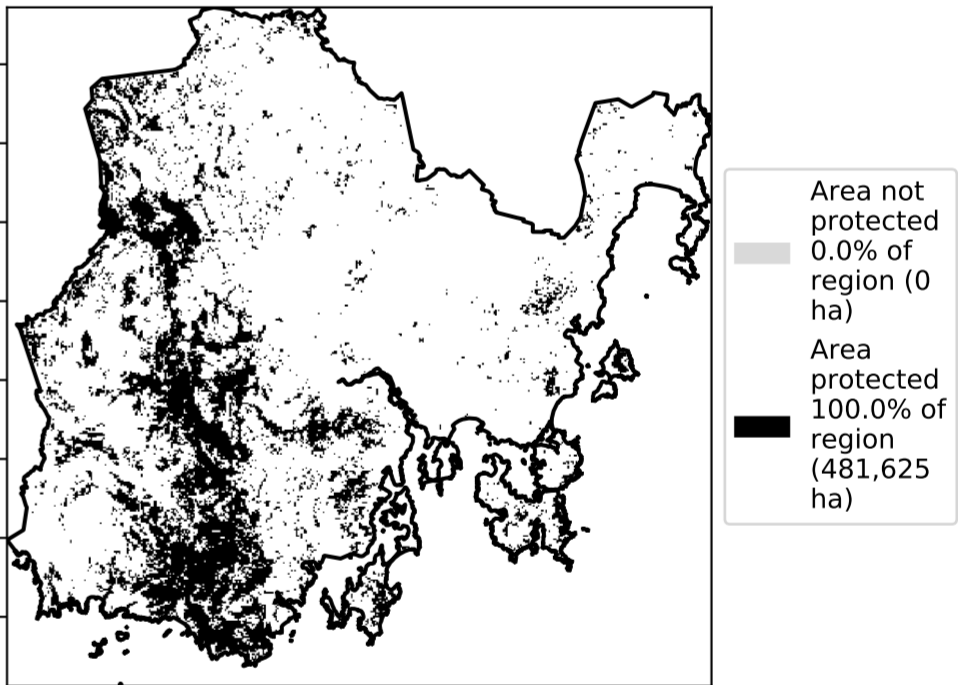 Area not
protected
0.0% of
region (0
ha)
Area
protected
100.0% of
region
(481,625
ha)